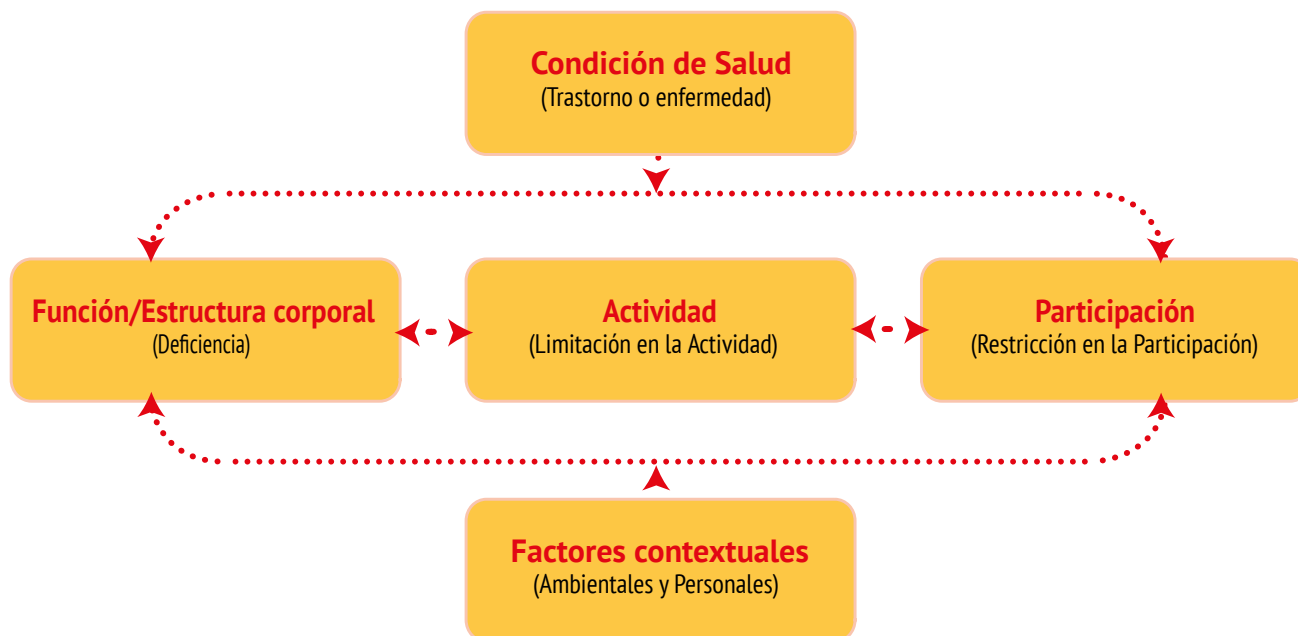 Condición de Salud
(Trastorno o enfermedad)
Función/Estructura corporal
(Deficiencia)
Actividad
(Limitación en la Actividad)
Participación
(Restricción en la Participación)
Factores contextuales
(Ambientales y Personales)